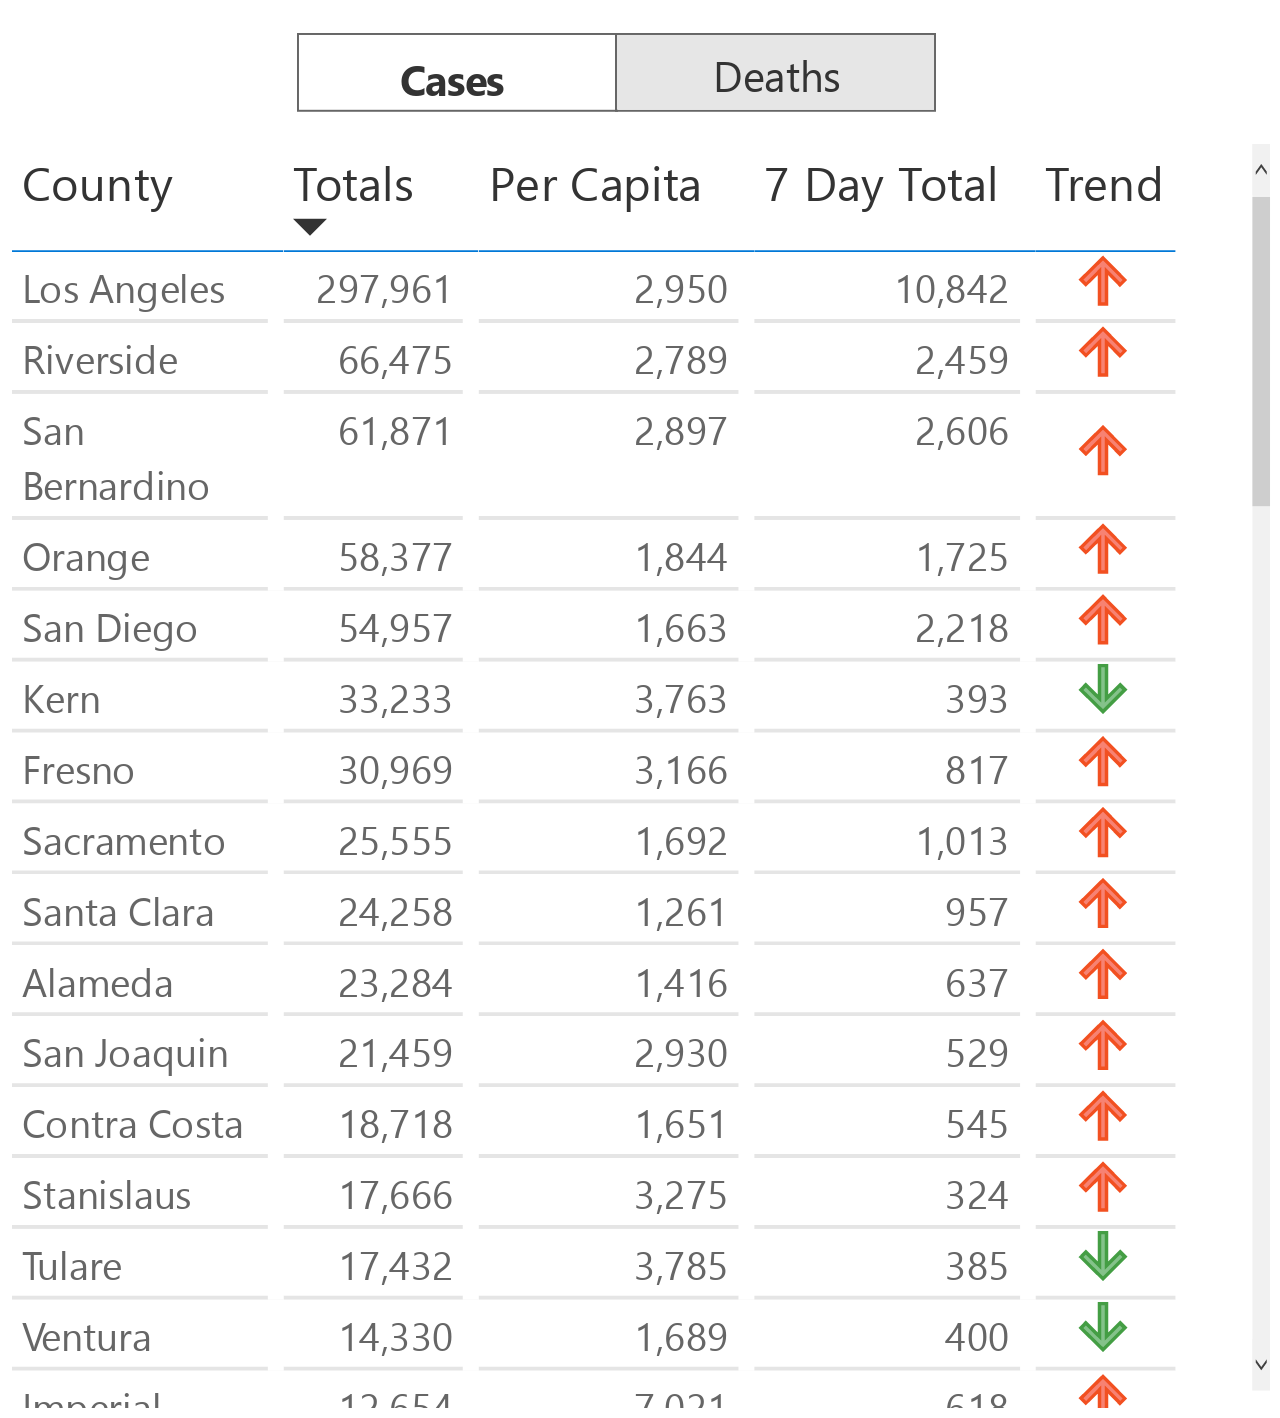 Cases Deaths
County Totals Per Capita 7 Day Total Trend
Los Angeles 297,961 2,950 10,842
Riverside 66,475 2,789 2,459
San 61,871 2,897 2,606
Bernardino
Orange 58,377 1,844 1,725
San Diego 54,957 1,663 2,218
Kern 33,233 3,763 393
Fresno 30,969 3,166 817
Sacramento 25,555 1,692 1,013
Santa Clara 24,258 1,261 957
Alameda 23,284 1,416 637
San Joaquin 21,459 2,930 529
Contra Costa 18,718 1,651 545
Stanislaus 17,666 3,275 324
Tulare 17,432 3,785 385
Ventura 14,330 1,689 400
Imperial 12,654 7,021 618